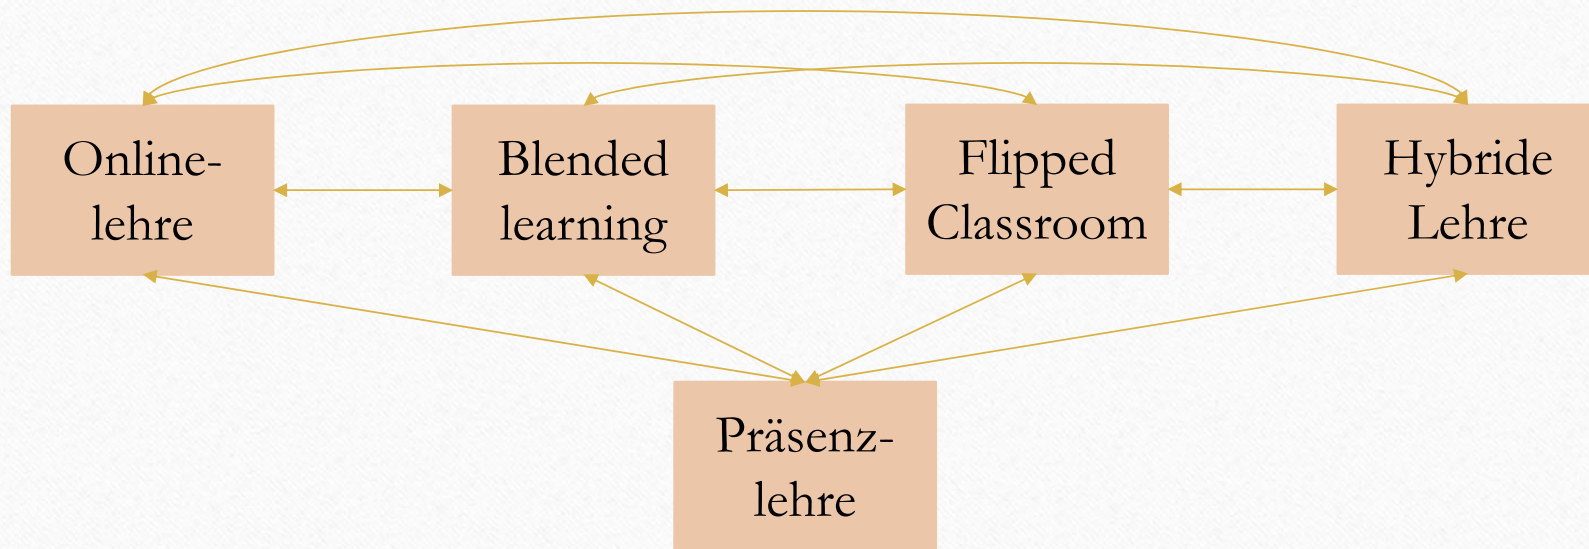 Online-
lehre
Blended
learning
Flipped
Classroom
Hybride
Lehre
Präsenz-
lehre